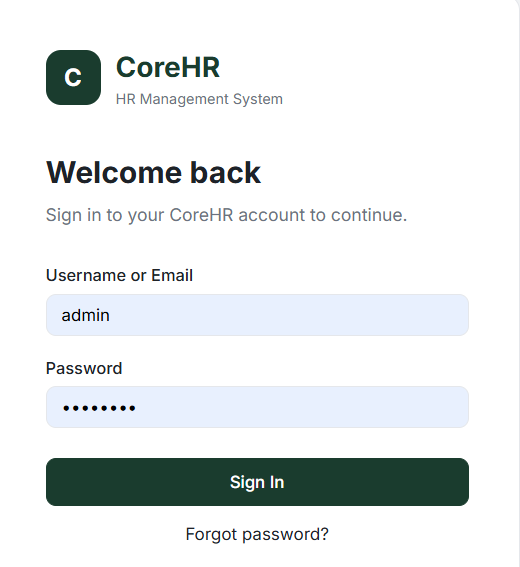 C
CoreHR
HR Management System
Welcome back
Sign in to your CoreHR account to continue.
Username or Email
admin
Password
••••••••
Sign In
Forgot password?